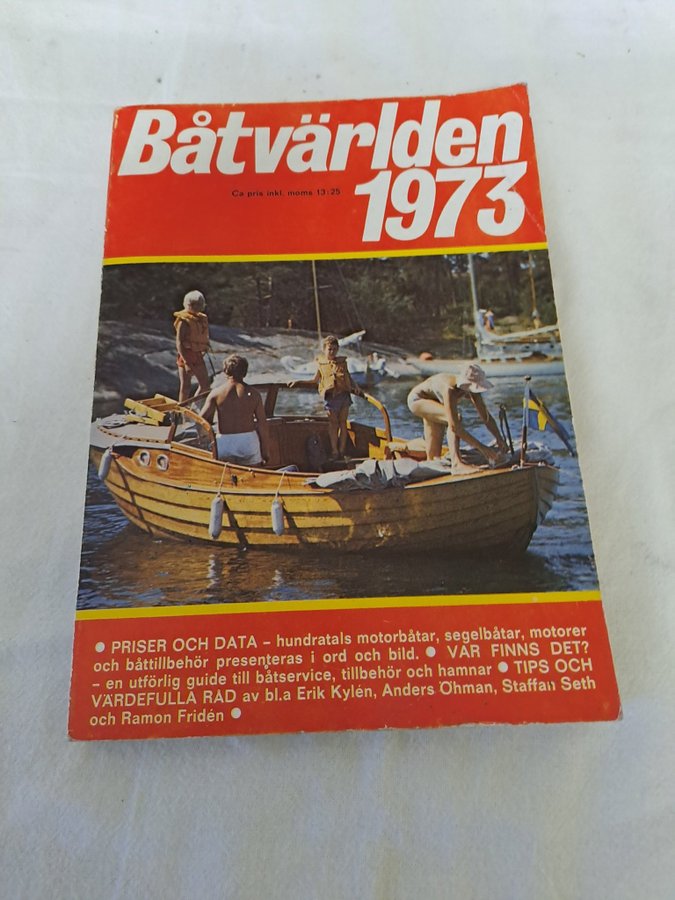 Båtvärlden
1973
Ca pris inkl. moms 13:25
● PRISER OCH DATA – hundratals motorbåtar, segelbåtar, motorer
och båttillbehör presenteras i ord och bild. ● VAR FINNS DET?
– en utförlig guide till båtservice, tillbehör och hamnar ● TIPS OCH
VÄRDEFULLA RÅD av bl.a Erik Kylén, Anders Öhman, Staffan Seth
och Ramon Fridén ●